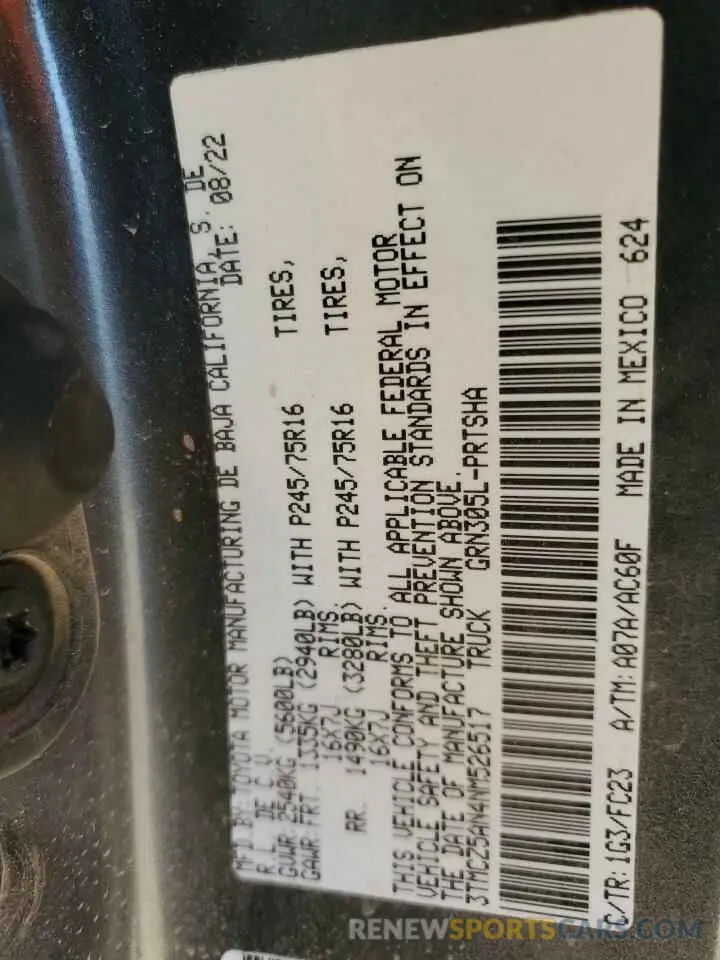 MFD. BY: TOYOTA MOTOR MANUFACTURING DE BAJA CALIFORNIA, S. DE
R.L. DE C.V. DATE: 08/22
GVWR 2540KG (5600LB)
GAWR FRT. 1335KG (2940LB) WITH P245/75R16 TIRES,
16X7J RIMS.
RR. 1490KG (3280LB) WITH P245/75R16 TIRES,
16X7J RIMS.
THIS VEHICLE CONFORMS TO ALL APPLICABLE FEDERAL MOTOR
VEHICLE SAFETY AND THEFT PREVENTION STANDARDS IN EFFECT ON
THE DATE OF MANUFACTURE SHOWN ABOVE.
3TMCZ5AN4NM526517 TRUCK GRN305L-PRTSHA
C/TR: 1G3/FC23 A/TM: A07A/AC60F MADE IN MEXICO 624
RENEWSPORTSCARS.COM